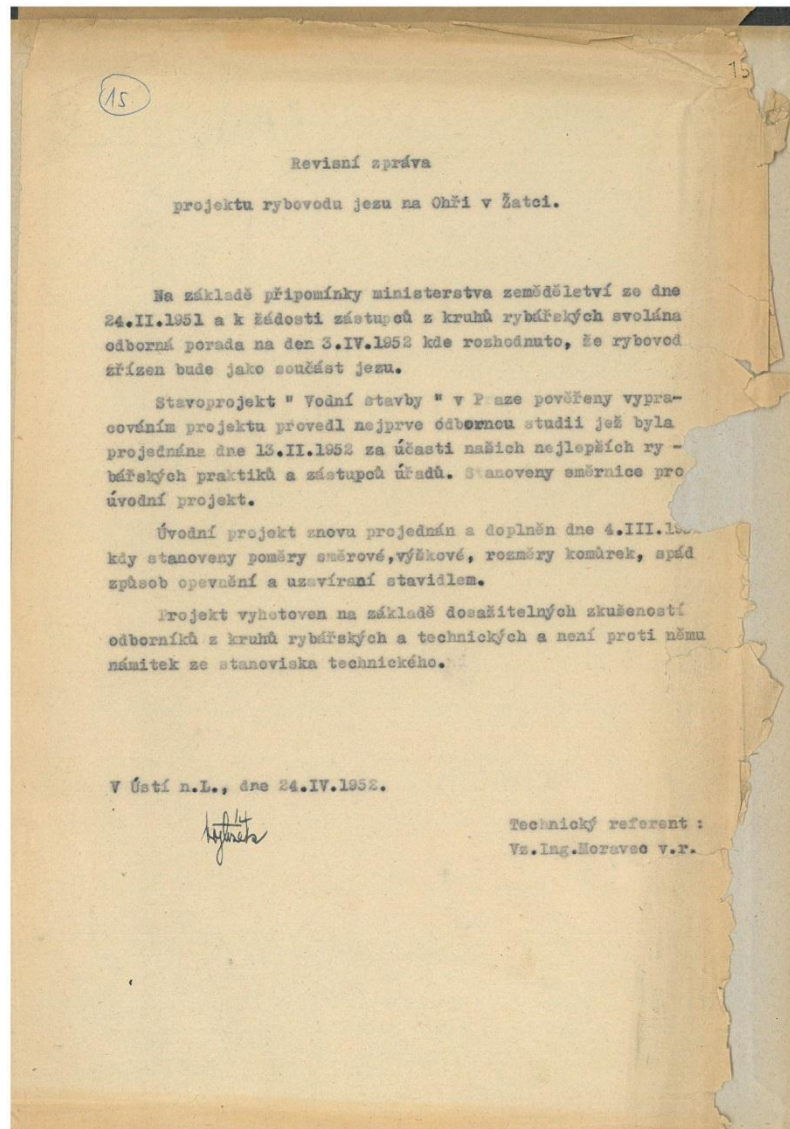 15
15
Revisní zpráva
projektu rybovodu jezu na Ohři v Žatci.
Na základě připomínky ministerstva zemědělství ze dne
24.II.1951 a k žádosti zástupců z kruhů rybářských svolána
odborná porada na den 3.IV.1952 kde rozhodnuto, že rybovod
zřízen bude jako součást jezu.
Stavoprojekt " Vodní stavby " v Praze pověřeny vypra-
cováním projektu provedl nejprve odbornou studii jež byla
projednána dne 13.II.1952 za účasti našich nejlepších ry -
bářských praktiků a zástupců úřadů. Stanoveny směrnice pro
úvodní projekt.
Úvodní projekt znovu projednán a doplněn dne 4.III.
kdy stanoveny poměry směrové,výškové, rozměry komůrek, spád
způsob opevnění a uzavíraní stavidlem.
Projekt vyhotoven na základě dosažitelných zkušeností
odborníků z kruhů rybářských a technických a není proti němu
námitek ze stanoviska technického.
V Ústí n.L., dne 24.IV.1952.
Technický referent :
Vz.Ing.Moravec v.r.